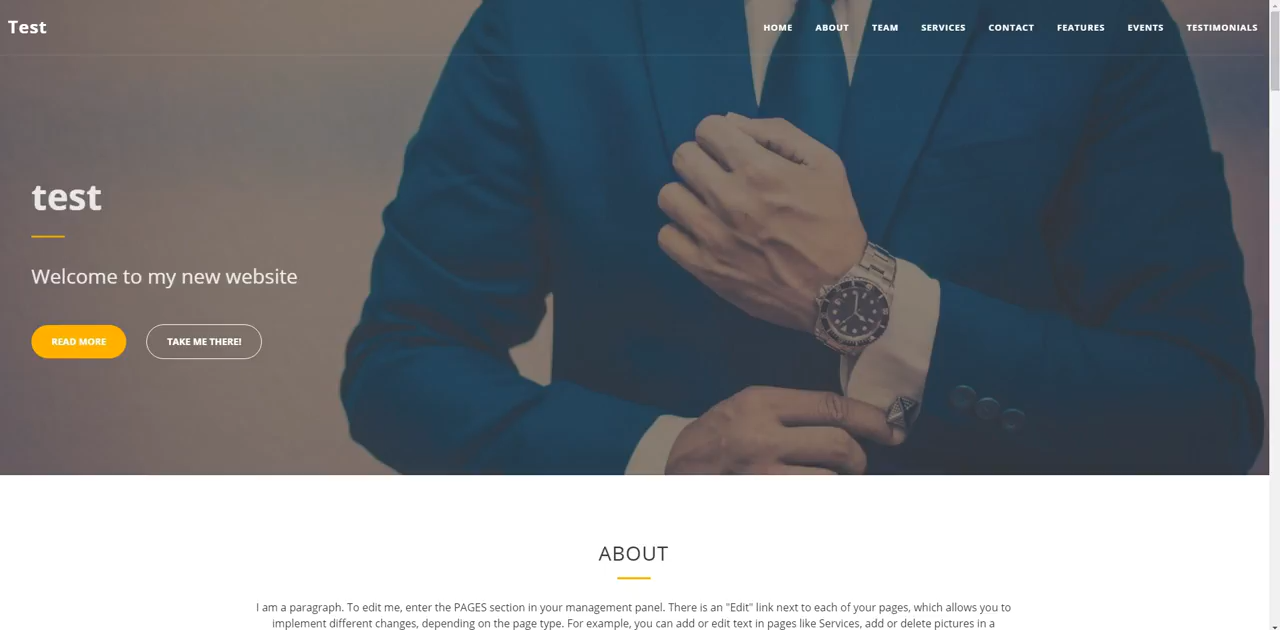 Test
HOME ABOUT TEAM SERVICES CONTACT FEATURES EVENTS TESTIMONIALS
test
Welcome to my new website
READ MORE TAKE ME THERE!
ABOUT
I am a paragraph. To edit me, enter the PAGES section in your management panel. There is an "Edit" link next to each of your pages, which allows you to
implement different changes, depending on the page type. For example, you can add or edit text in pages like Services, add or delete pictures in a